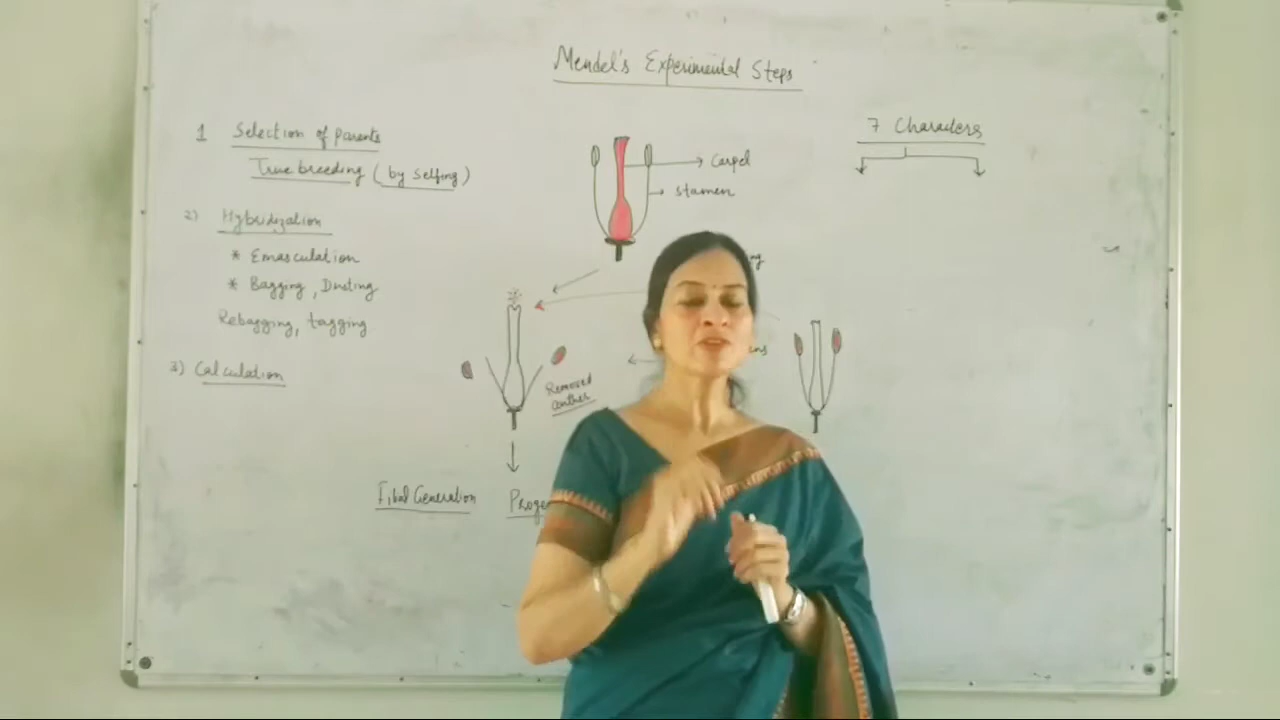 Mendel's Experimental Steps
1 Selection of Parents
True breeding (by selfing)
2) Hybridization
* Emasculation
* Bagging, Dusting
Rebagging, tagging
3) Calculation
Carpel
Stamen
Removed
anther
Filial Generation
7 Characters